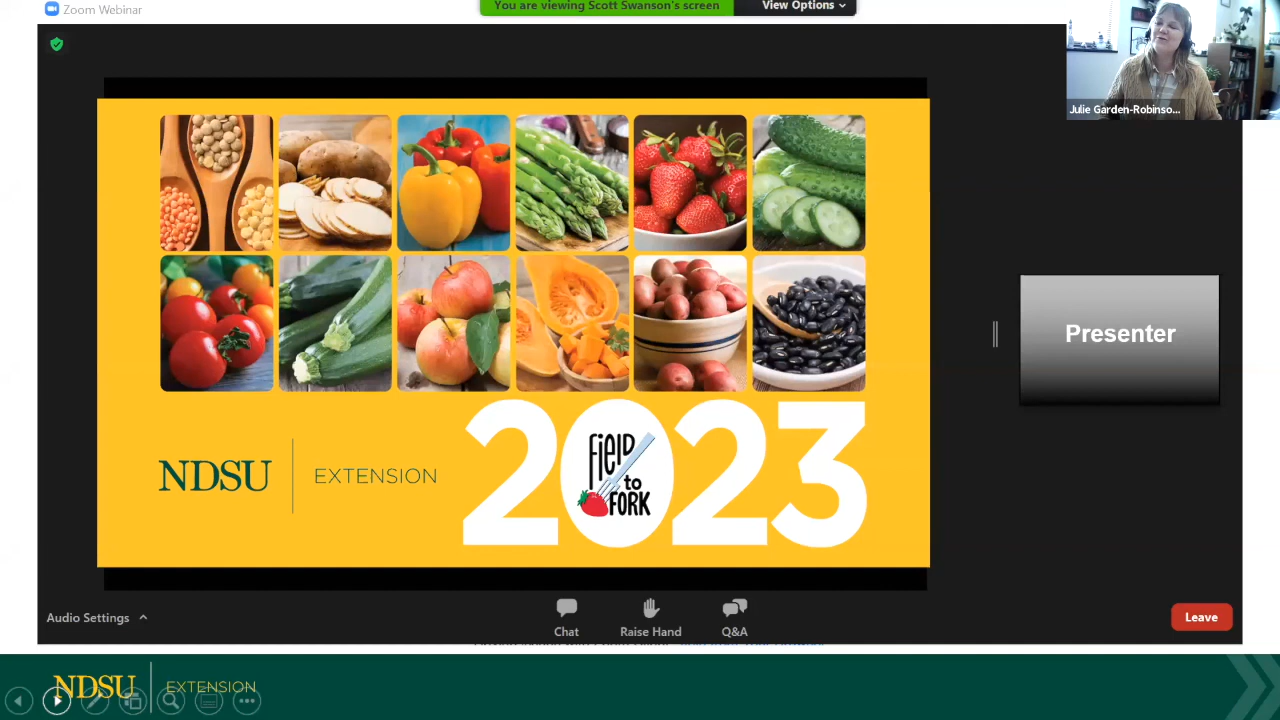 Zoom Webinar
You are viewing Scott Swanson's screen
View Options
Julie Garden-Robinso...
Presenter
NDSU
EXTENSION
2023
FIELD
to
FORK
Audio Settings
Chat
Raise Hand
Q&A
Leave
NDSU
EXTENSION